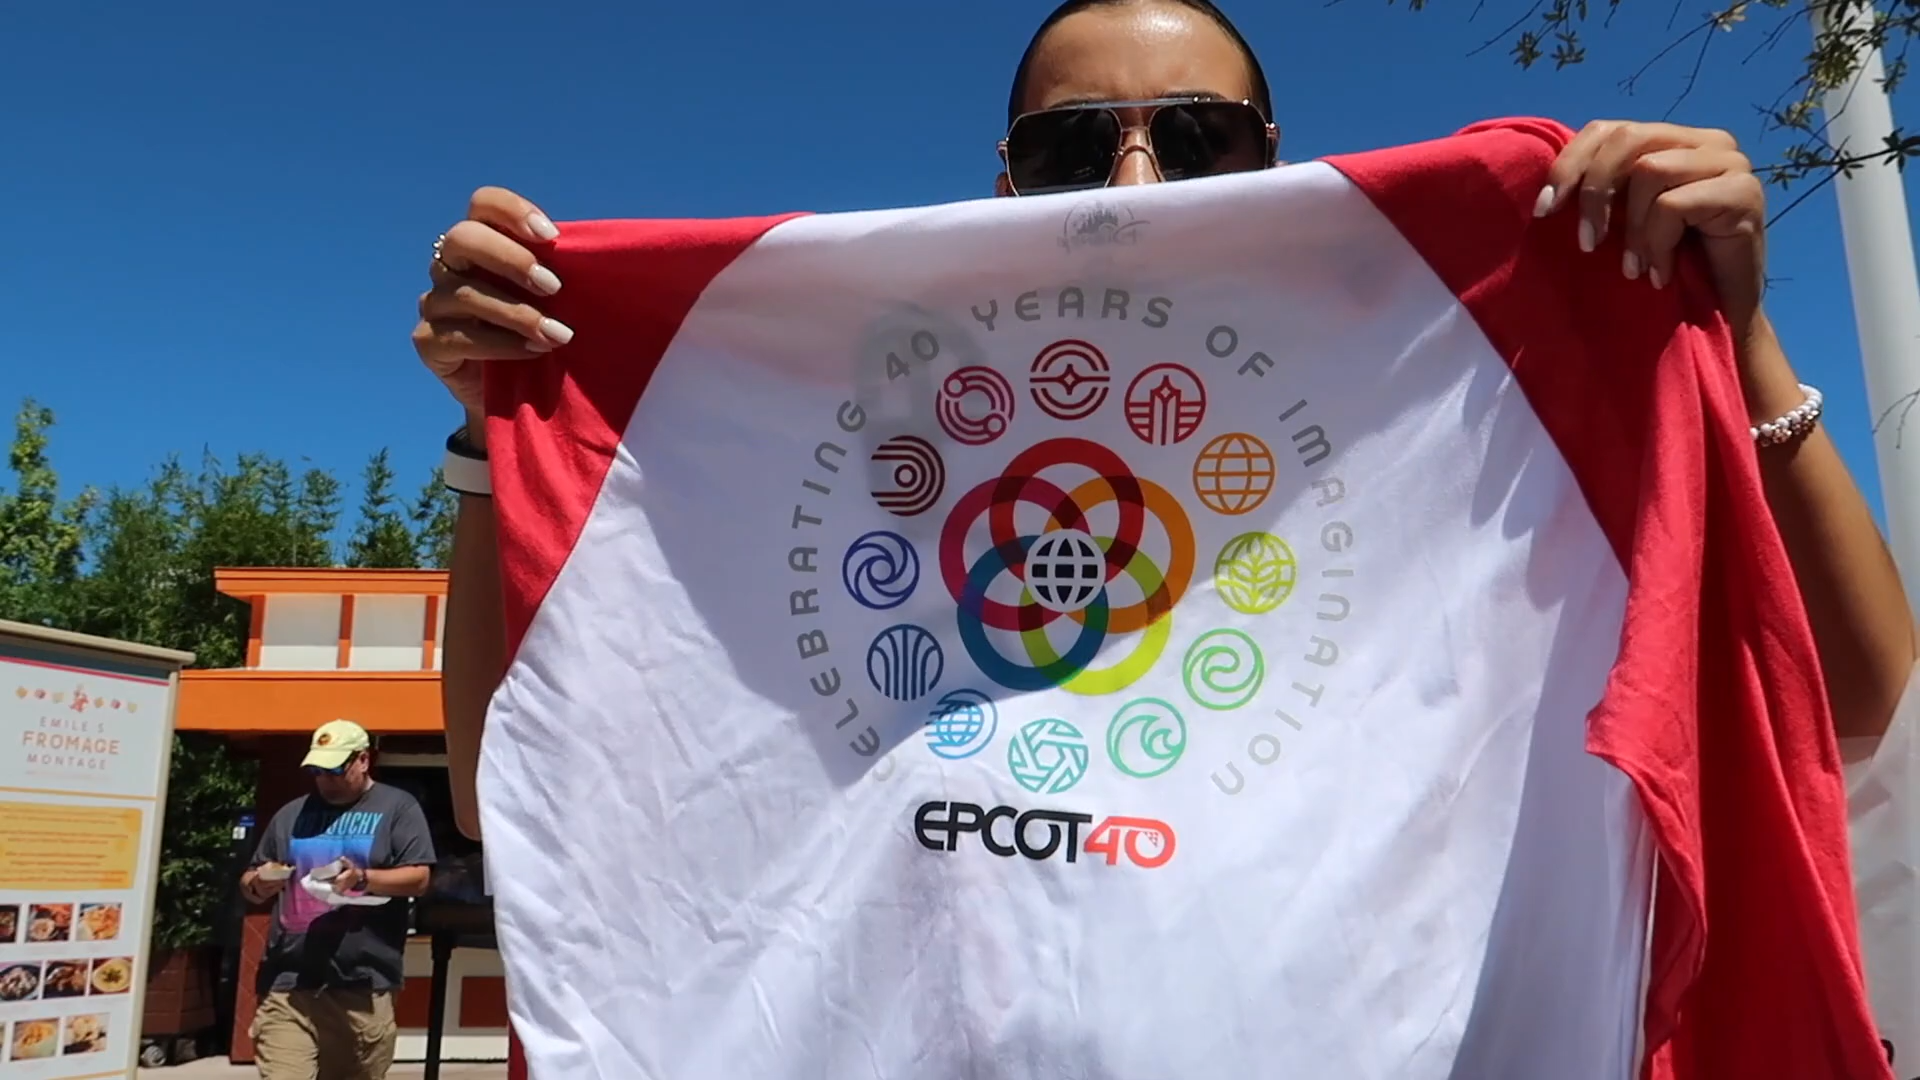 CELEBRATING 40 YEARS OF IMAGINATION
EPCOT40
EMILE'S
FROMAGE
MONTAGE